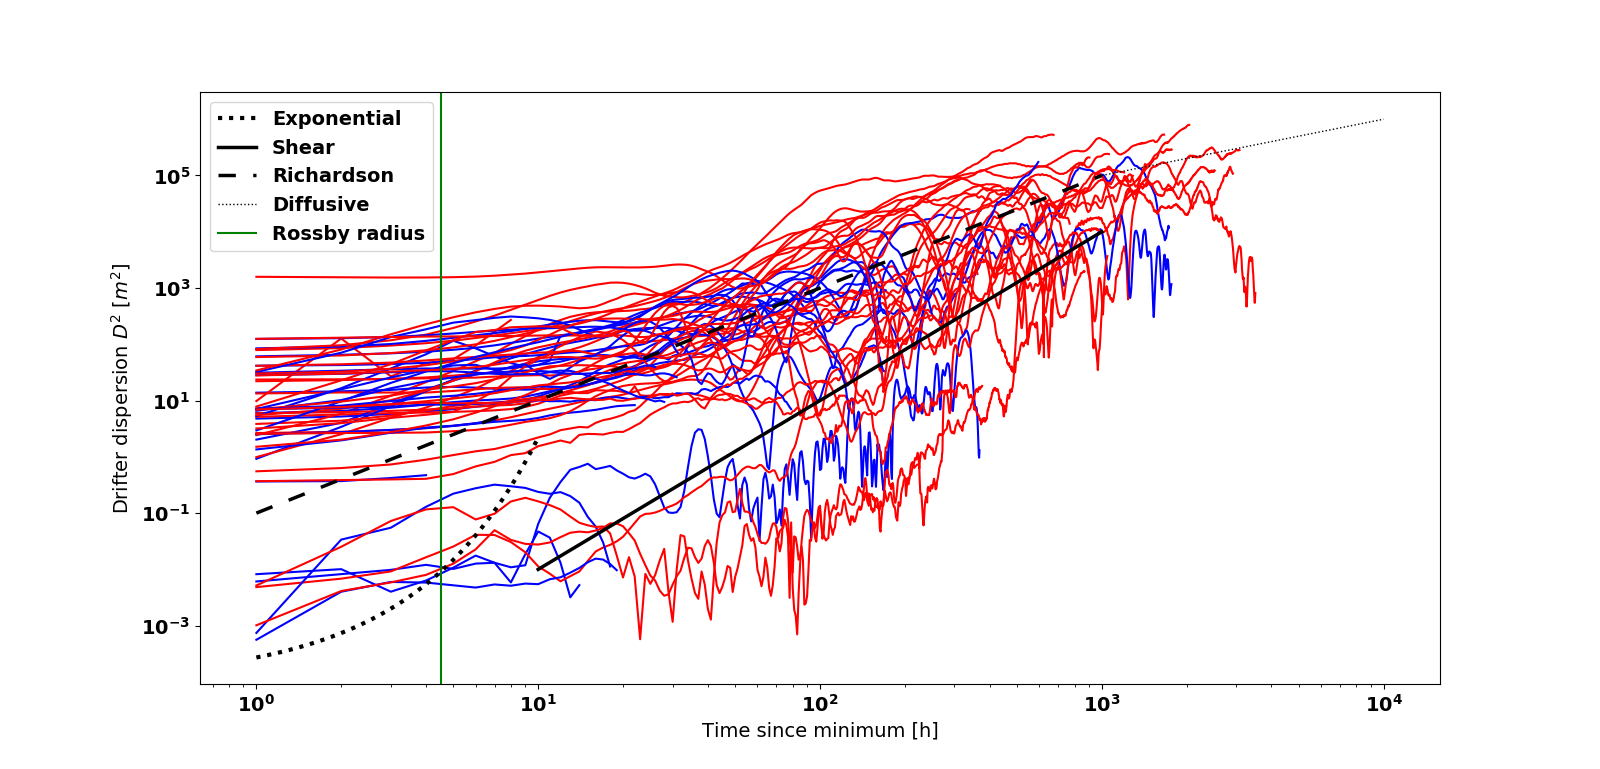 Exponential
Shear
Richardson
Diffusive
Rossby radius
10^5
10^3
10^1
10^−1
10^−3
Drifter dispersion D^2 [m^2]
10^0 10^1 10^2 10^3 10^4
Time since minimum [h]